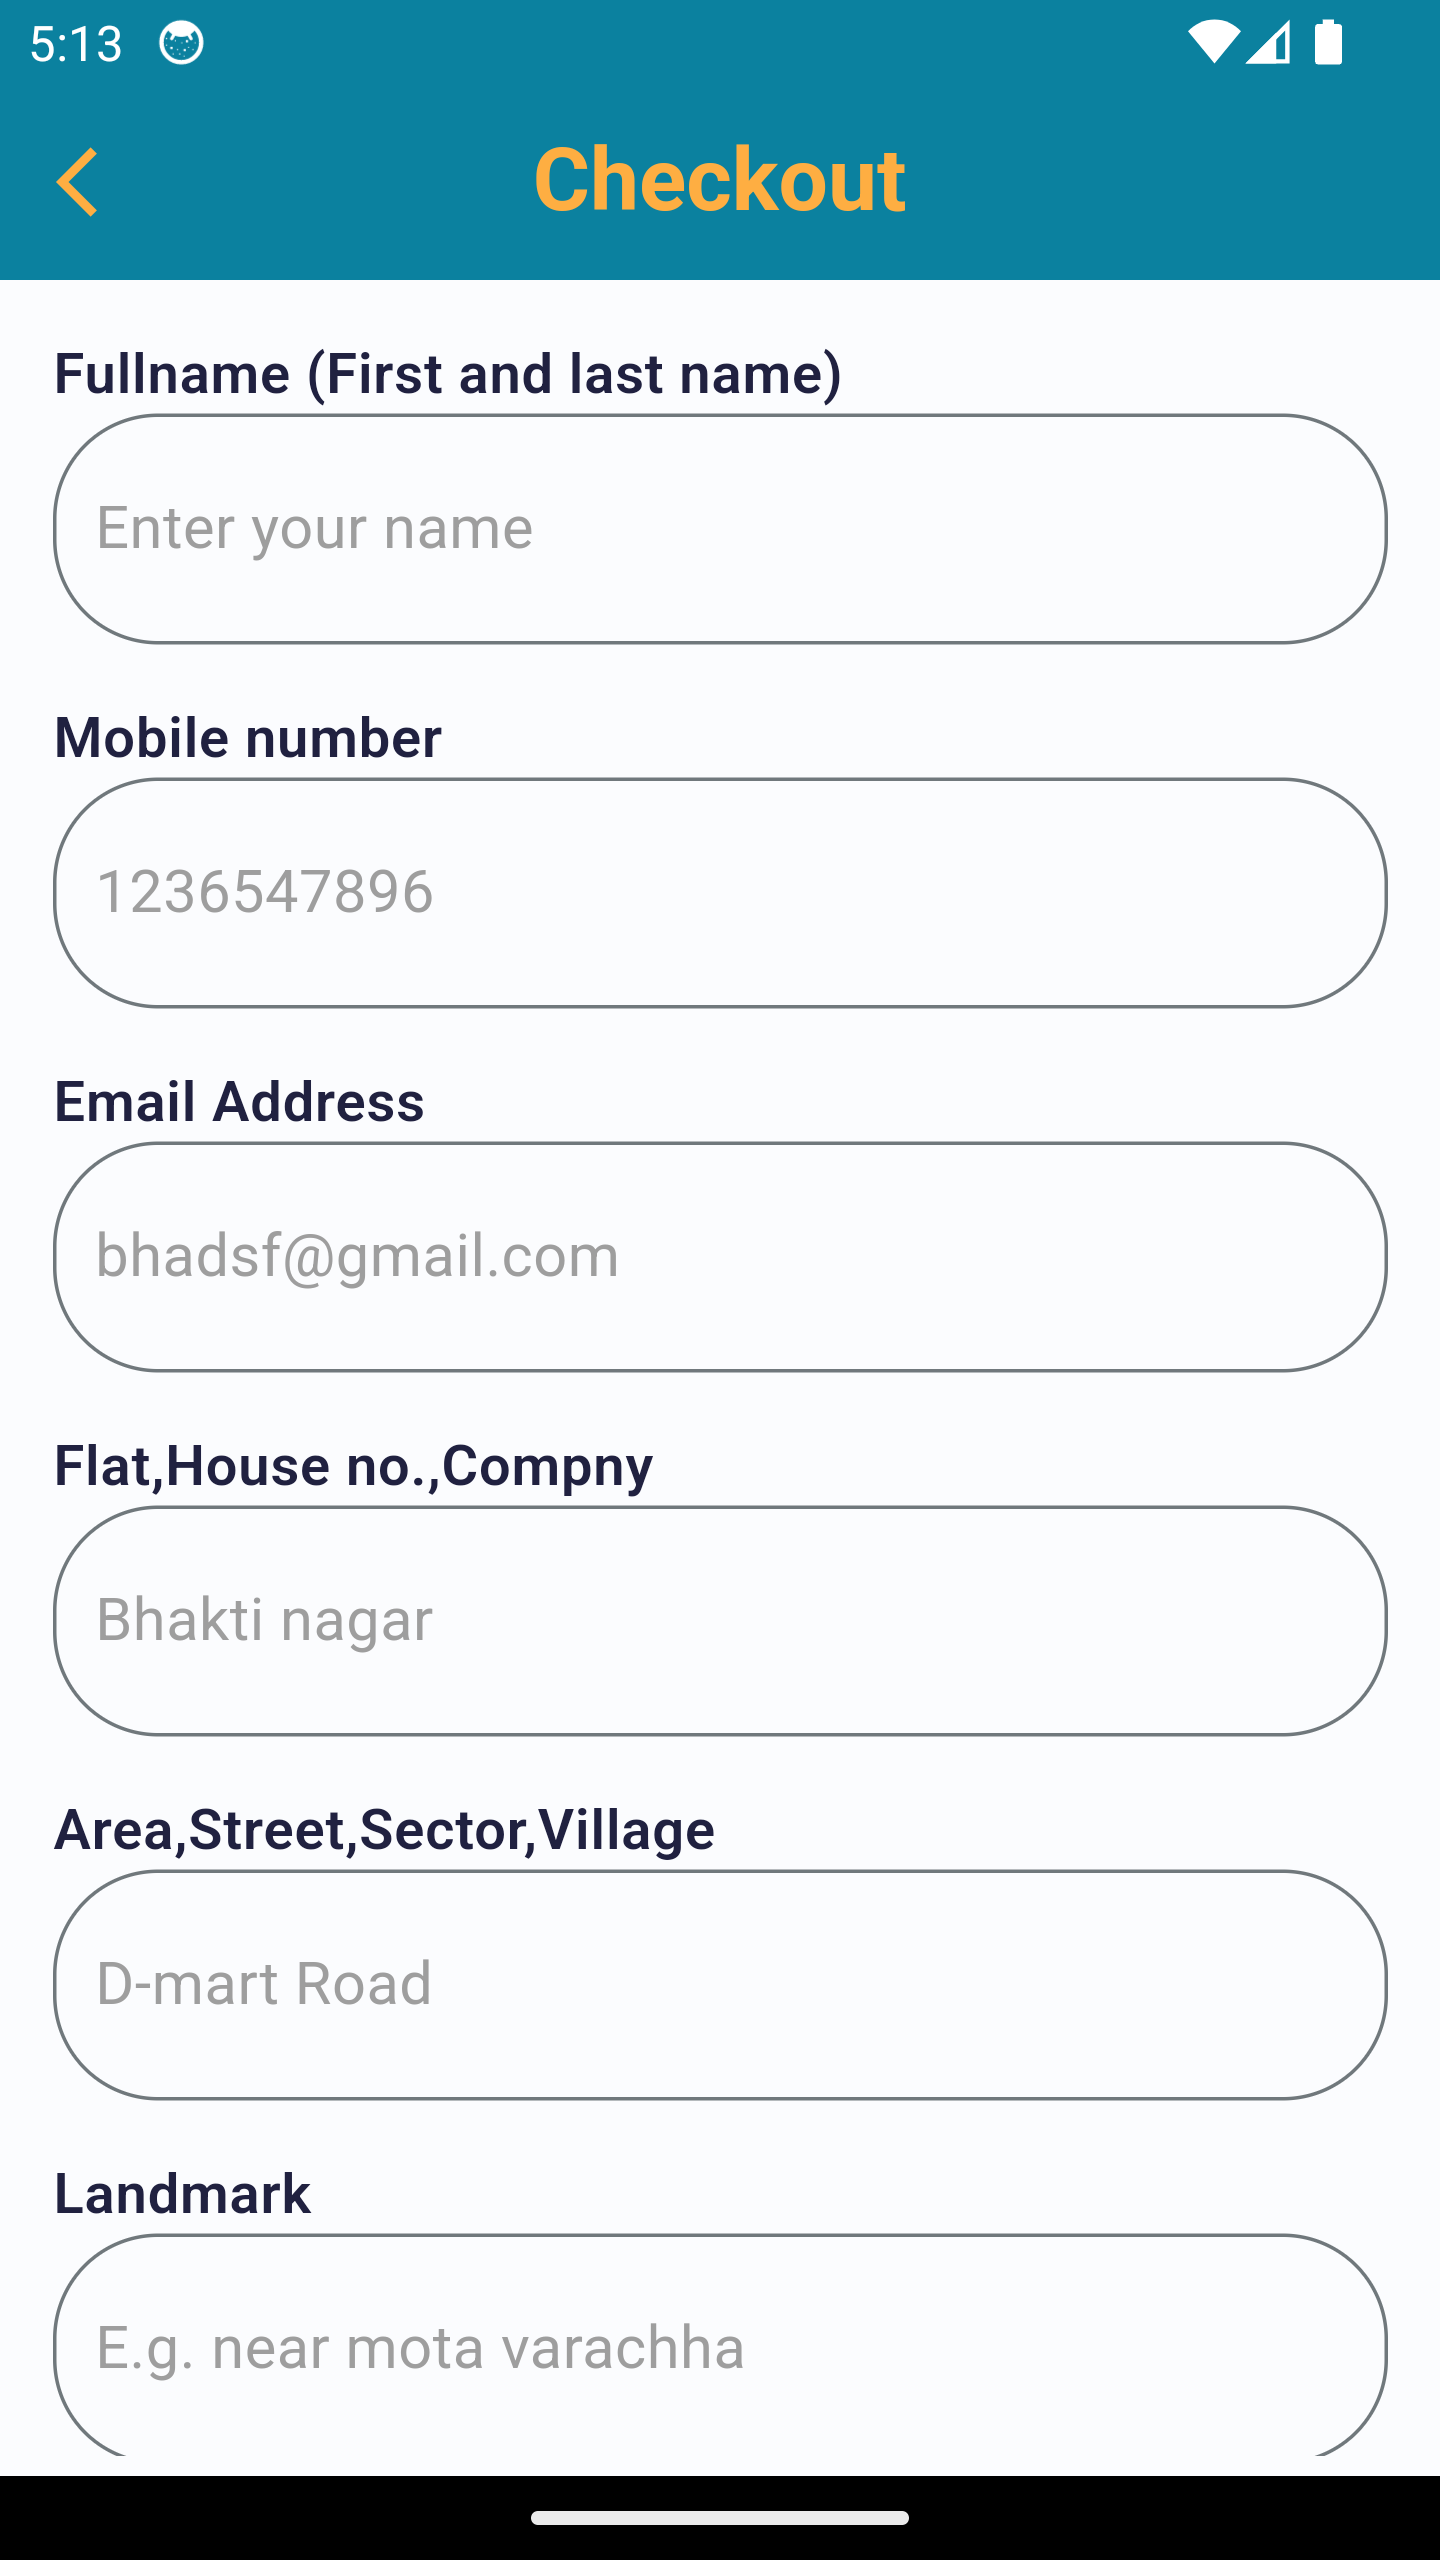 5:13
Checkout
Fullname (First and last name)
Enter your name
Mobile number
1236547896
Email Address
bhadsf@gmail.com
Flat,House no.,Compny
Bhakti nagar
Area,Street,Sector,Village
D-mart Road
Landmark
E.g. near mota varachha